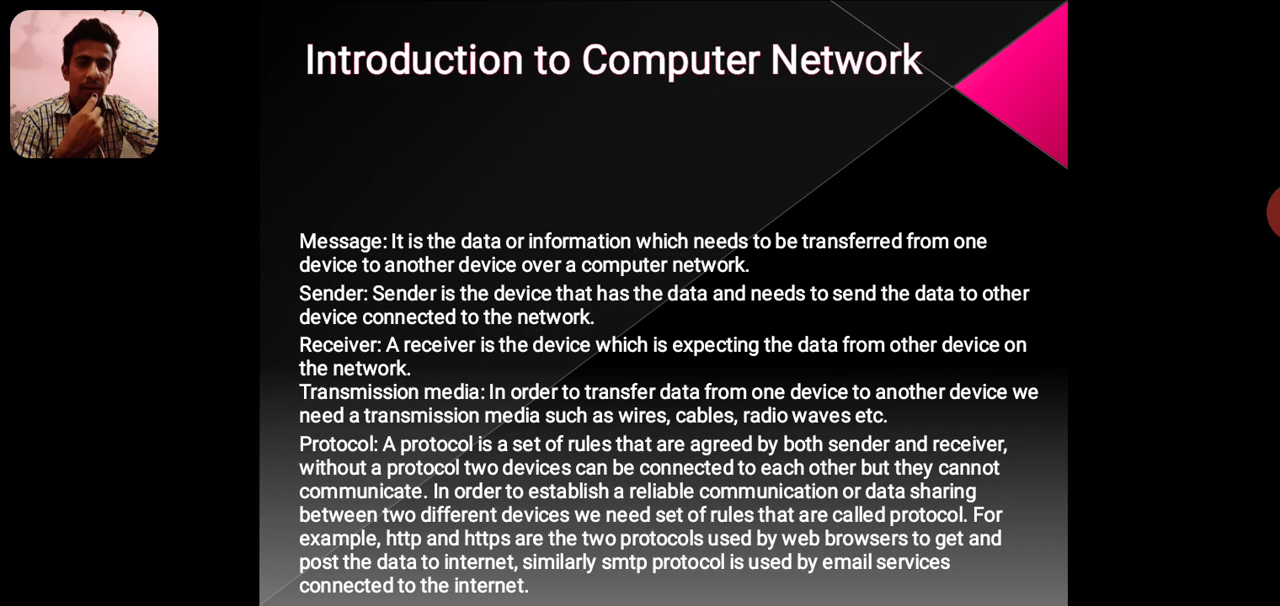 Introduction to Computer Network
Message: It is the data or information which needs to be transferred from one
device to another device over a computer network.
Sender: Sender is the device that has the data and needs to send the data to other
device connected to the network.
Receiver: A receiver is the device which is expecting the data from other device on
the network.
Transmission media: In order to transfer data from one device to another device we
need a transmission media such as wires, cables, radio waves etc.
Protocol: A protocol is a set of rules that are agreed by both sender and receiver,
without a protocol two devices can be connected to each other but they cannot
communicate. In order to establish a reliable communication or data sharing
between two different devices we need set of rules that are called protocol. For
example, http and https are the two protocols used by web browsers to get and
post the data to internet, similarly smtp protocol is used by email services
connected to the internet.